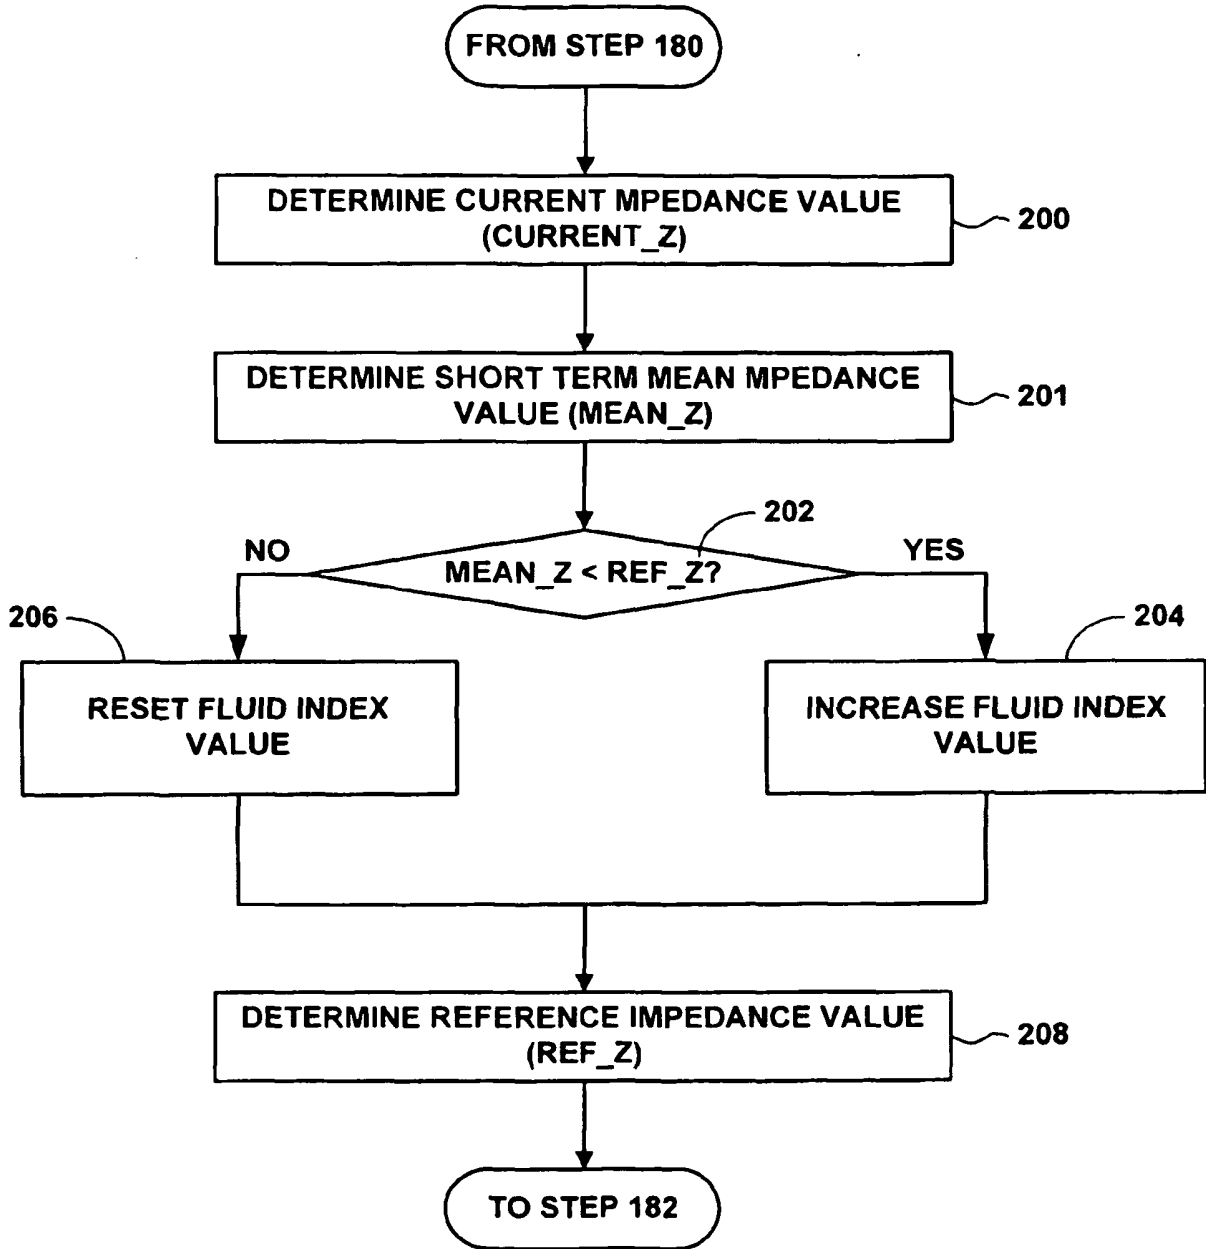 FROM STEP 180
DETERMINE CURRENT MPEDANCE VALUE
(CURRENT_Z)
200
DETERMINE SHORT TERM MEAN MPEDANCE
VALUE (MEAN_Z)
201
202
NO
MEAN_Z < REF_Z?
YES
206
204
RESET FLUID INDEX
VALUE
INCREASE FLUID INDEX
VALUE
DETERMINE REFERENCE IMPEDANCE VALUE
(REF_Z)
208
TO STEP 182